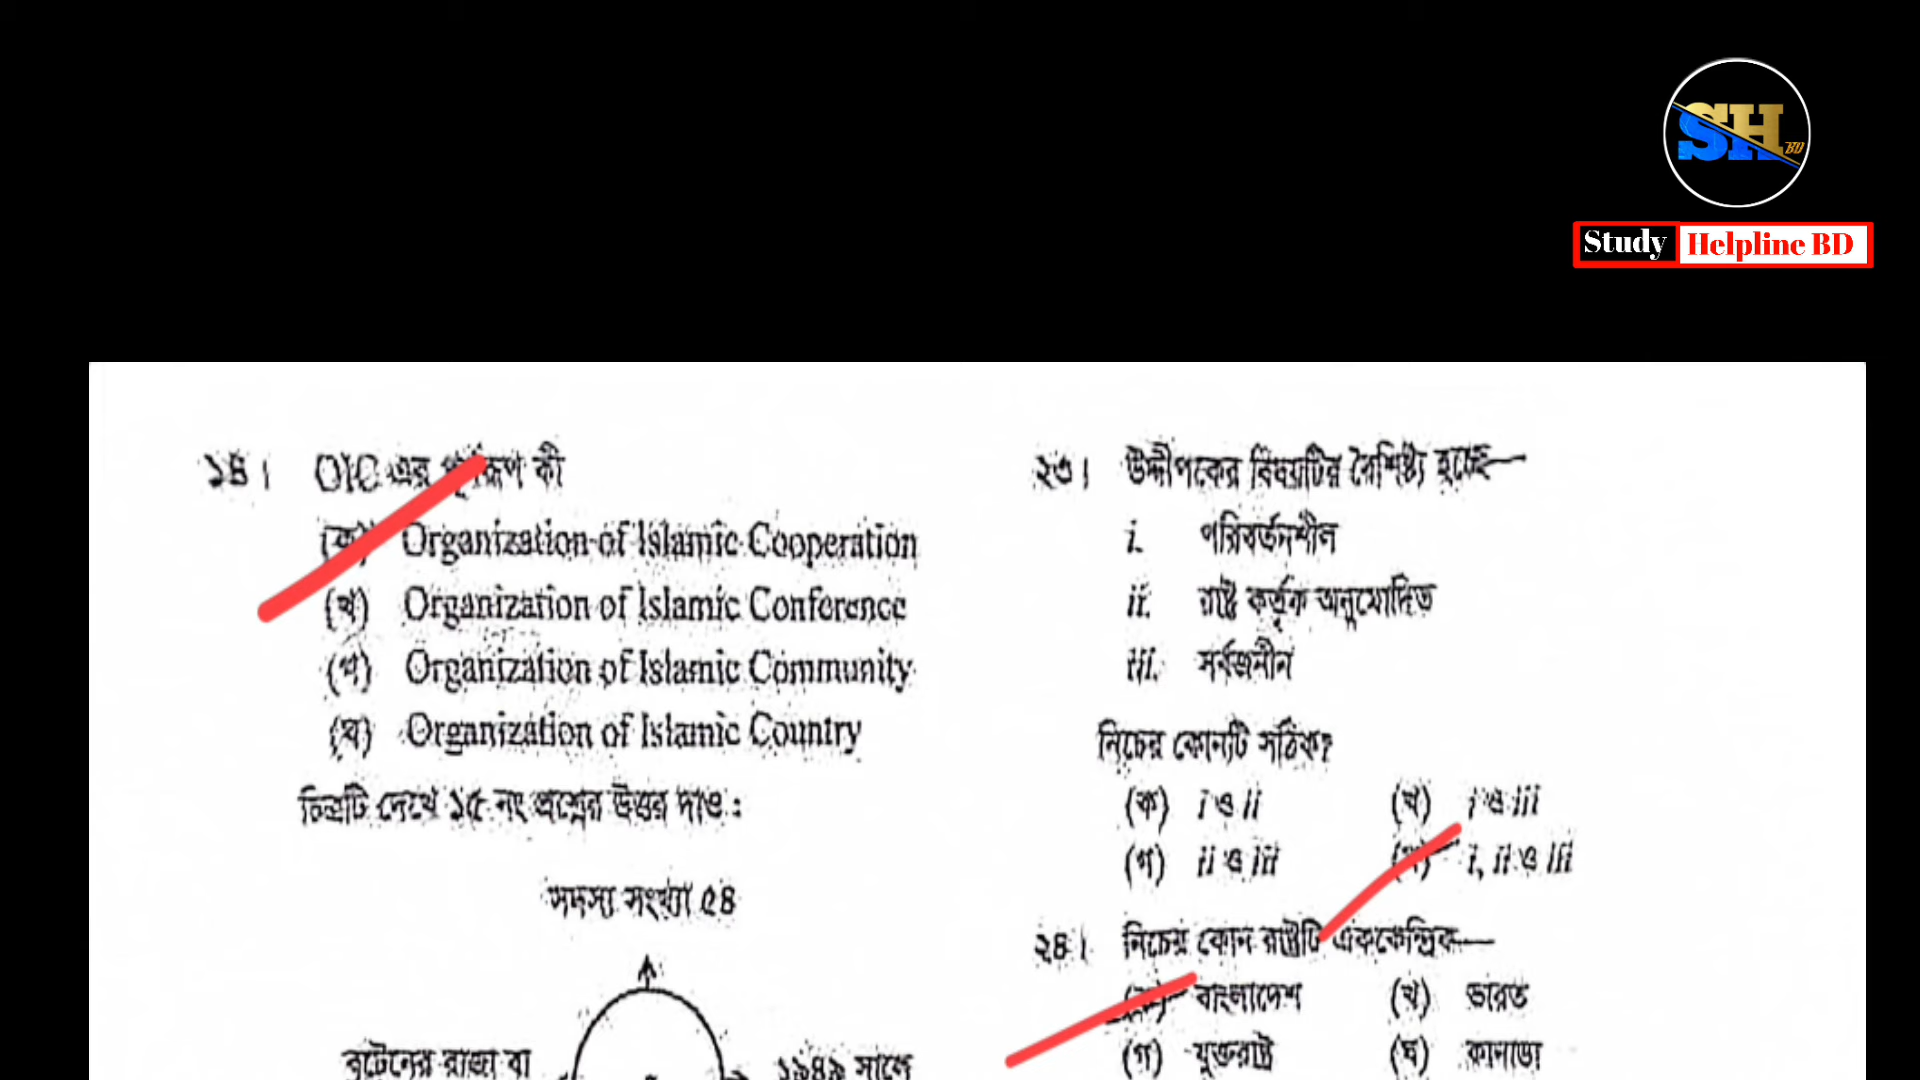 SH BD
Study Helpline BD
১৪। OIC এর পূর্ণরূপ কী
(ক) Organization of Islamic Cooperation
(খ) Organization of Islamic Conference
(গ) Organization of Islamic Community
(ঘ) Organization of Islamic Country
চিত্রটি দেখে ১৫ নং প্রশ্নের উত্তর দাও :
সদস্য সংখ্যা ৫৪
বৃটেনের রাজা বা
১৯৪৯ সালে
২৩। উদ্দীপকের বিষয়টির বৈশিষ্ট্য হচ্ছে—
i. পরিবর্তনশীল
ii. রাষ্ট্র কর্তৃক অনুমোদিত
iii. সর্বজনীন
নিচের কোনটি সঠিক?
(ক) i ও ii (খ) i ও iii
(গ) ii ও iii (ঘ) i, ii ও iii
২৪। নিচের কোন রাষ্ট্রটি এককেন্দ্রিক—
(ক) বাংলাদেশ (খ) ভারত
(গ) যুক্তরাষ্ট্র (ঘ) কানাডা